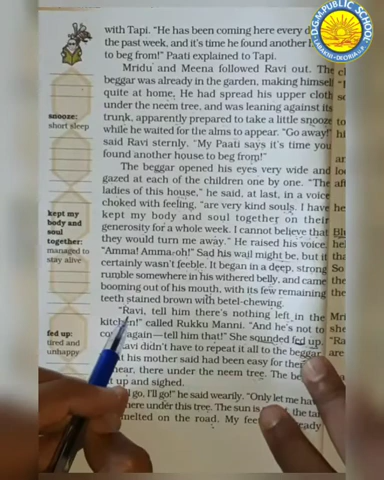 D.G.M. PUBLIC SCHOOL
with Tapi. "He has been coming here every
the past week, and it's time he found another
to beg from!" Paati explained to Tapi.
Mridu and Meena followed Ravi out. The
beggar was already in the garden, making himself
quite at home. He had spread his upper cloth
under the neem tree, and was leaning against its
trunk, apparently prepared to take a little snooze
while he waited for the alms to appear. "Go away!"
said Ravi sternly. "My Paati says it's time you
found another house to beg from!"
The beggar opened his eyes very wide and
gazed at each of the children one by one. "The
ladies of this house," he said, at last, in a voice
choked with feeling, "are very kind souls. I have
kept my body and soul together on their
generosity for a whole week. I cannot believe that
they would turn me away." He raised his voice.
"Amma! Amma-oh!" Sad his wail might be, but it
certainly wasn't feeble. It began in a deep, strong
rumble somewhere in his withered belly, and came
booming out of his mouth, with its few remaining
teeth stained brown with betel-chewing.
"Ravi, tell him there's nothing left in the
kitchen!" called Rukku Manni. "And he's not to
again—tell him that!" She sounded fed up.
Ravi didn't have to repeat it all to the beggar.
his mother said had been easy for
there under the neem tree. The
up and sighed.
go, I'll go!" he said wearily. "Only let me
here under this tree. The sun is
melted on the road. My feet
snooze:
short sleep
kept my
body and
soul
together:
managed to
stay alive
fed up:
tired and
unhappy